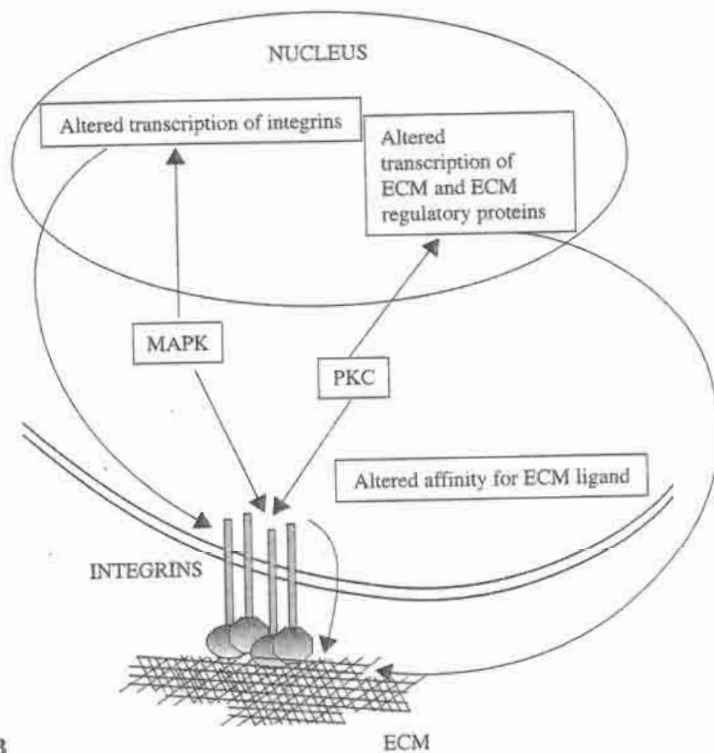 NUCLEUS
Altered transcription of integrins
Altered
transcription of
ECM and ECM
regulatory proteins
MAPK
PKC
Altered affinity for ECM ligand
INTEGRINS
ECM